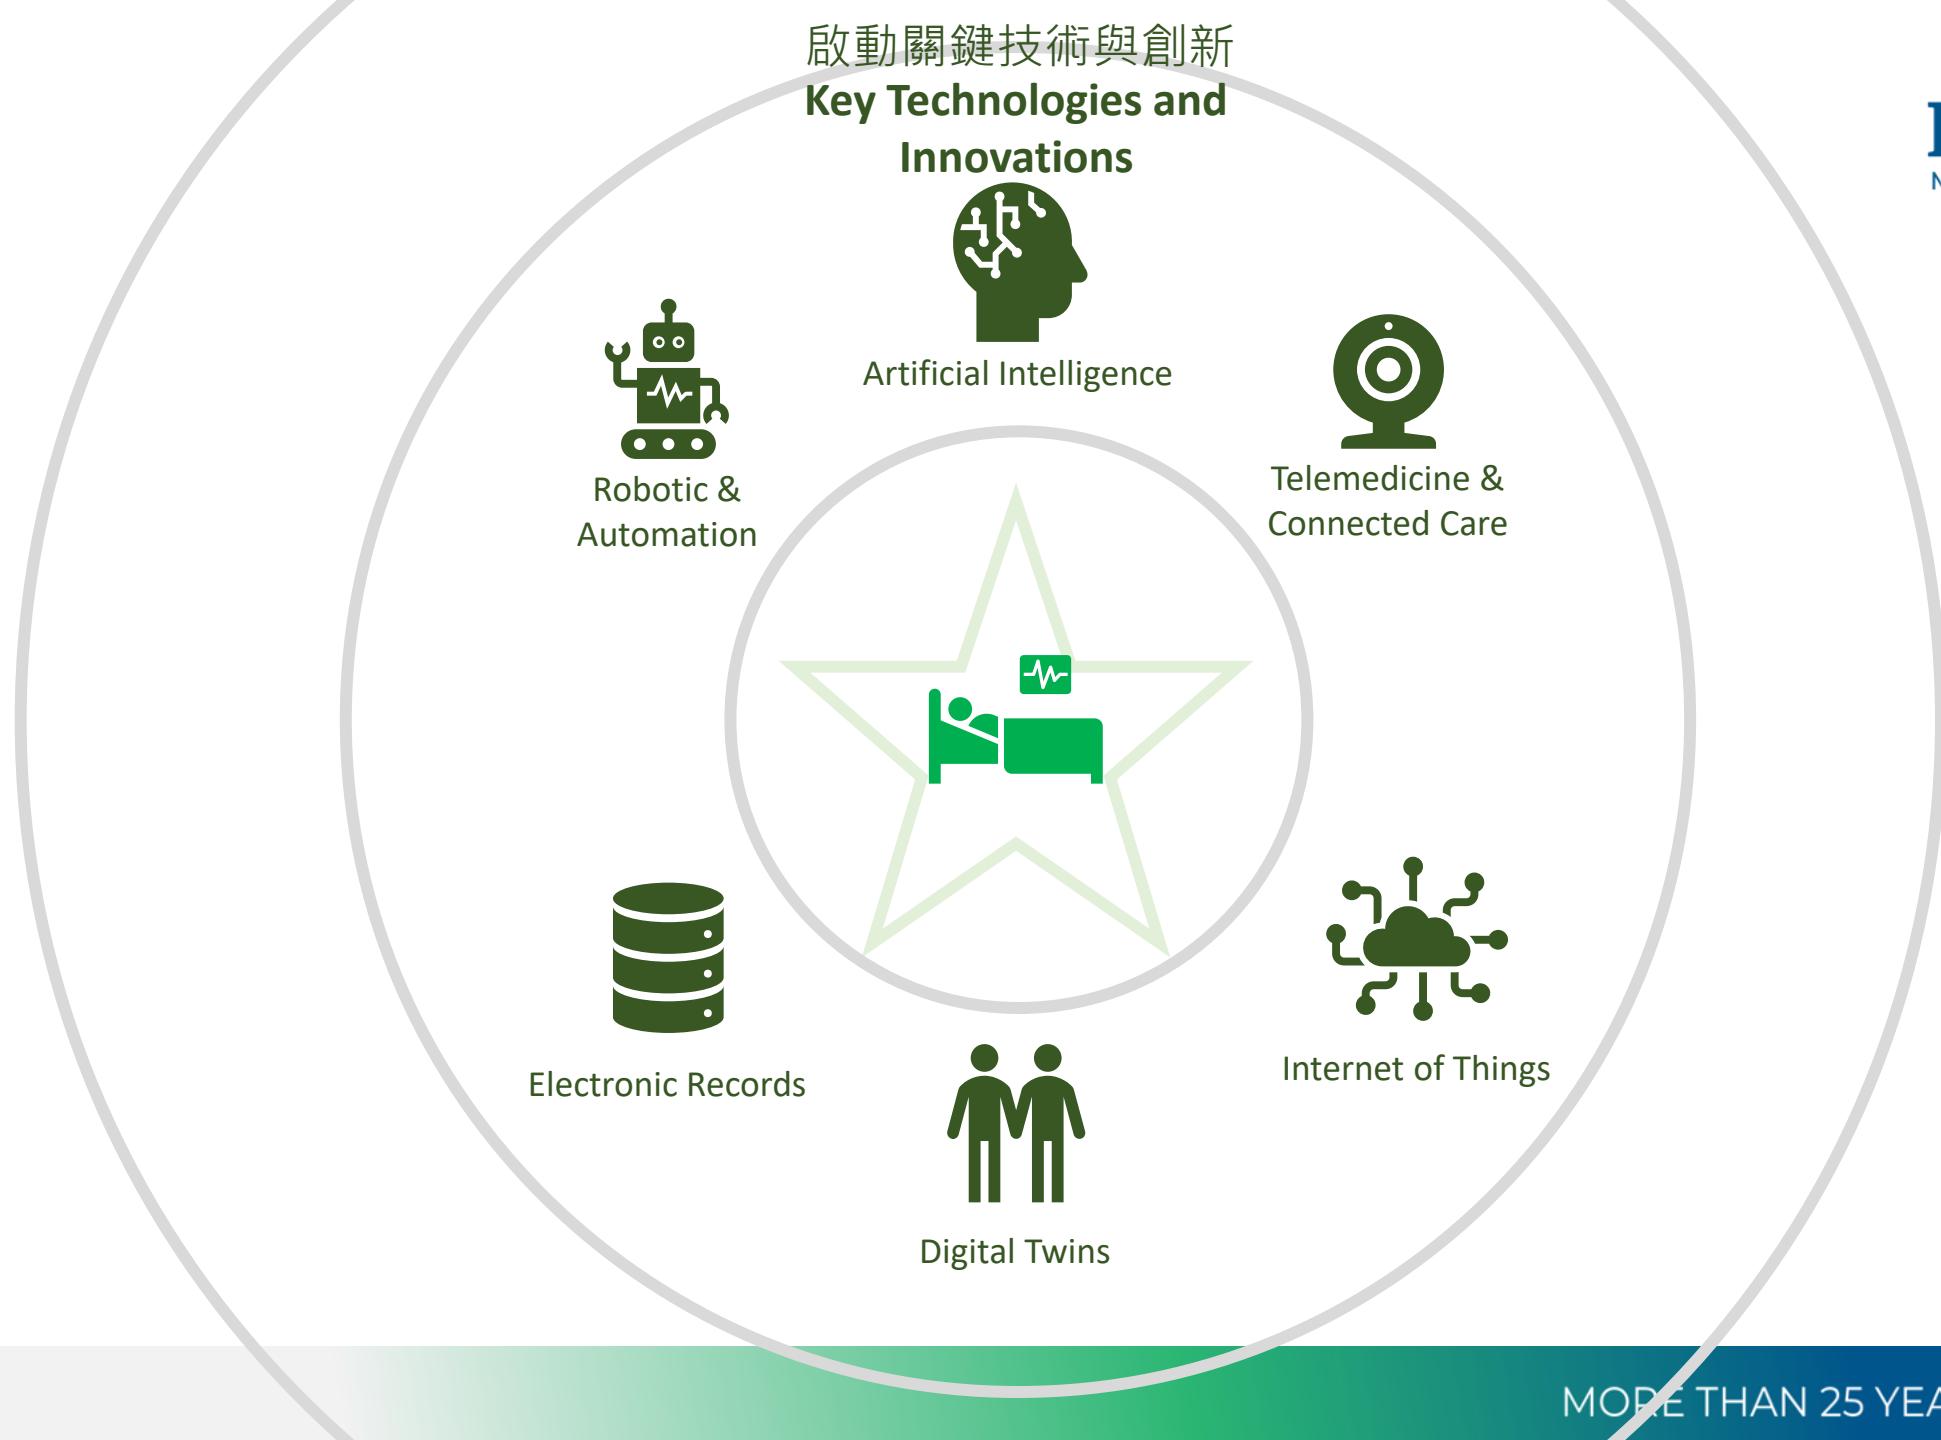 啟動關鍵技術與創新
Key Technologies and
Innovations
Artificial Intelligence
Robotic &
Automation
Telemedicine &
Connected Care
Electronic Records
Internet of Things
Digital Twins
MORE THAN 25